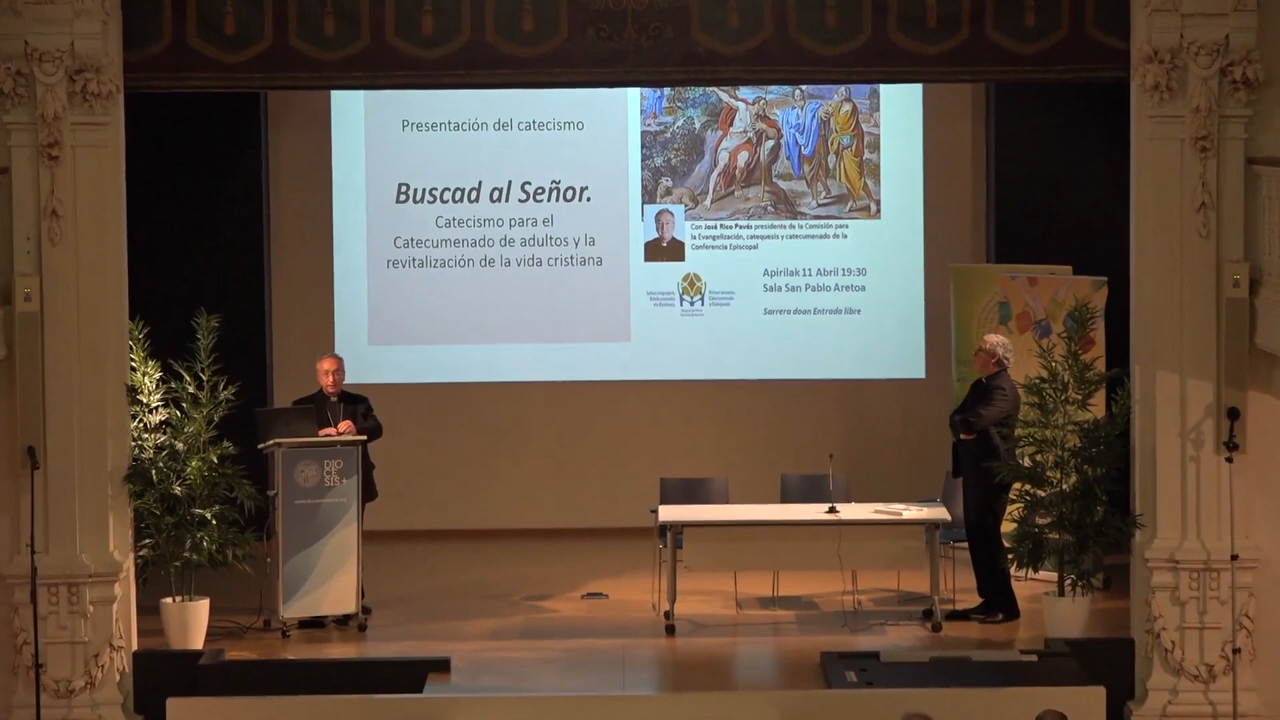 Presentación del catecismo
Buscad al Señor.
Catecismo para el
Catecumenado de adultos y la
revitalización de la vida cristiana
Con José Rico Pavés presidente de la Comisión para
la Evangelización, catequesis y catecumenado de la
Conferencia Episcopal
Apirilak 11 Abril 19:30
Sala San Pablo Aretoa
Sarrera doan Entrada libre
DIO
CE
SIS+